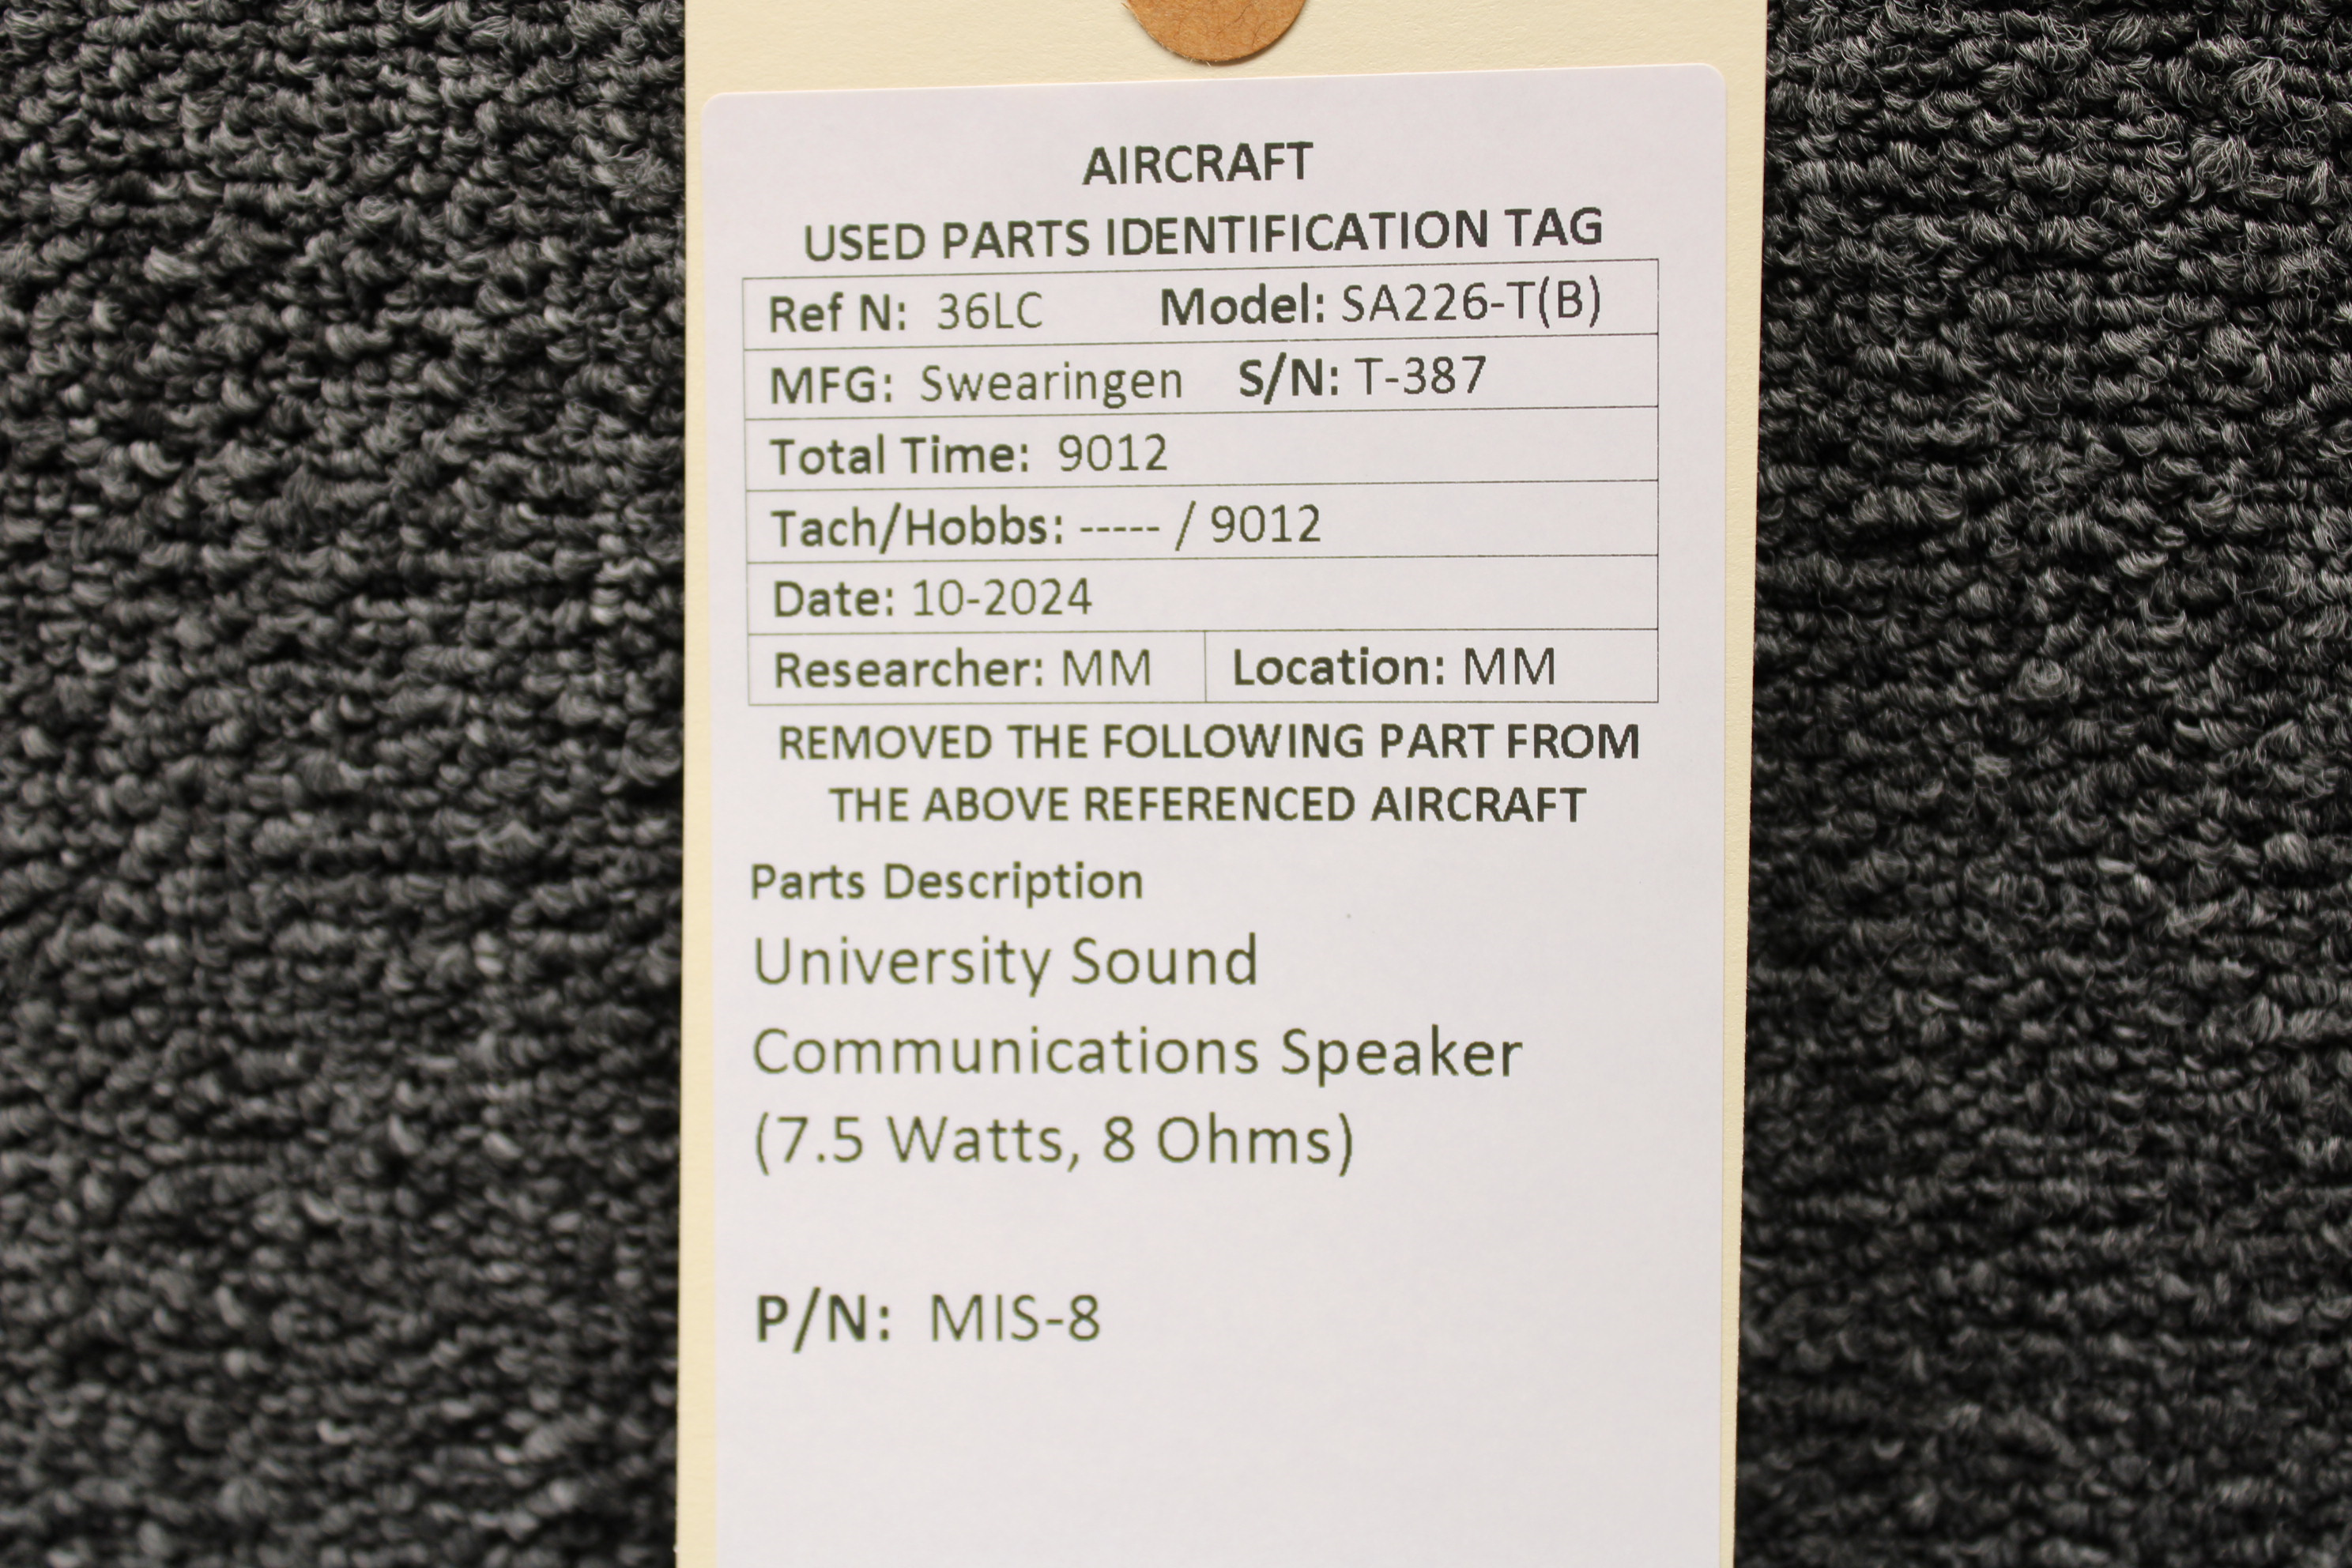 AIRCRAFT
USED PARTS IDENTIFICATION TAG
Ref N: 36LC Model: SA226-T(B)
MFG: Swearingen S/N: T-387
Total Time: 9012
Tach/Hobbs: ----- / 9012
Date: 10-2024
Researcher: MM Location: MM
REMOVED THE FOLLOWING PART FROM
THE ABOVE REFERENCED AIRCRAFT
Parts Description
University Sound
Communications Speaker
(7.5 Watts, 8 Ohms)
P/N: MIS-8